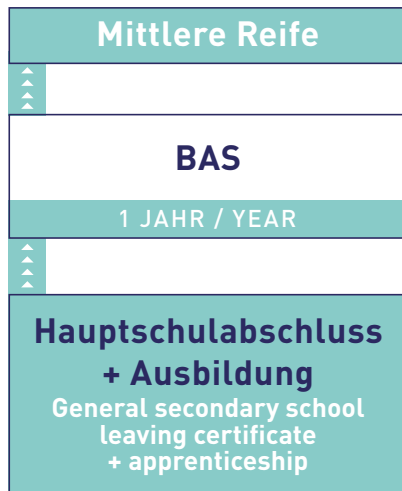 Mittlere Reife
BAS
1 JAHR / YEAR
Hauptschulabschluss
+ Ausbildung
General secondary school
leaving certificate
+ apprenticeship